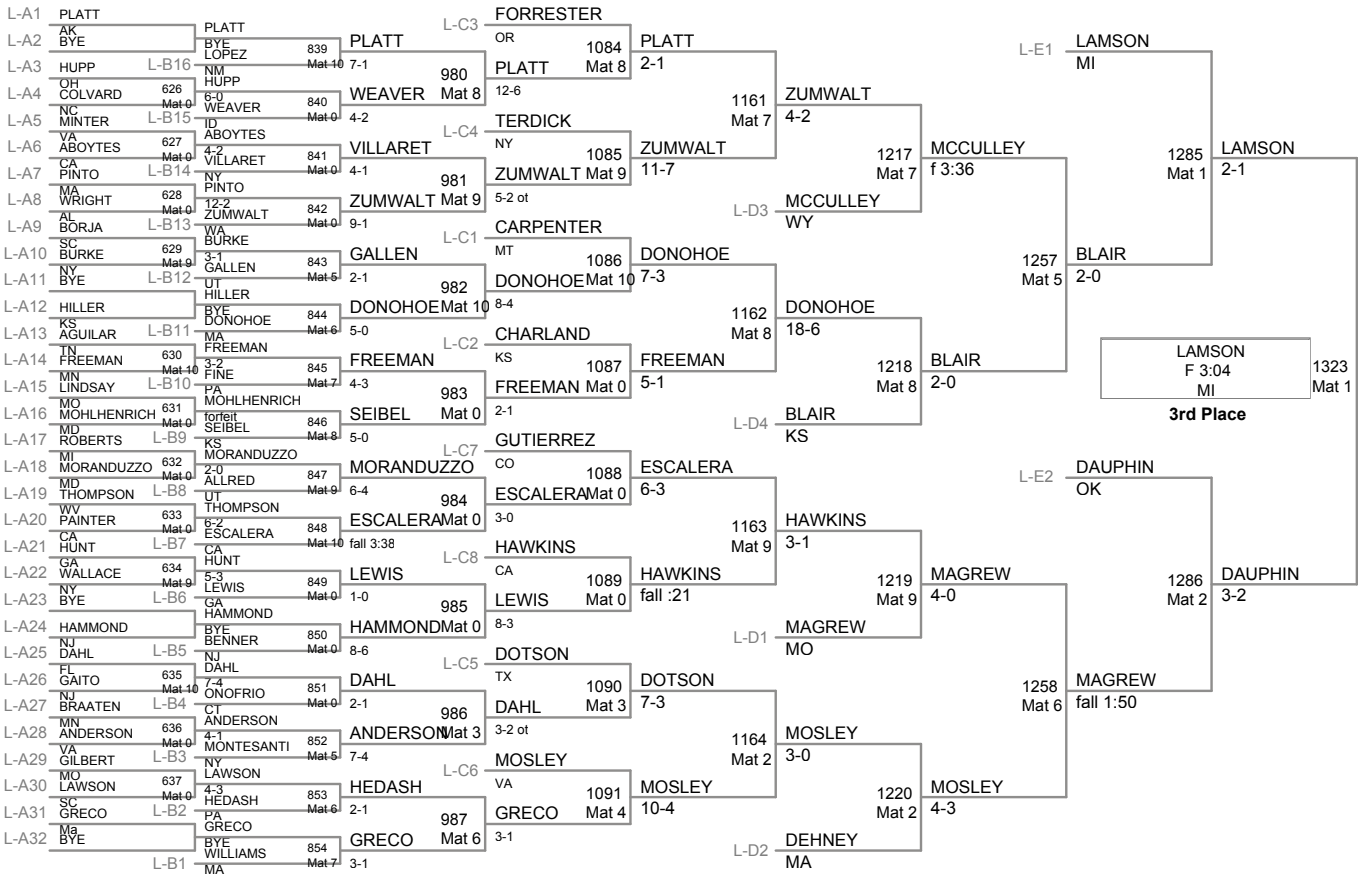 L-A1 PLATT
AK
L-A2 BYE
L-A3 HUPP
OH
L-A4 COLVARD
626
Mat 0
NC
L-A5 MINTER
VA
L-A6 ABOYTES
627
Mat 0
CA
L-A7 PINTO
MA
L-A8 WRIGHT
628
Mat 0
AL
L-A9 BORJA
SC
L-A10 BURKE
629
Mat 9
NY
L-A11 BYE
L-A12 HILLER
KS
L-A13 AGUILAR
TN
L-A14 FREEMAN
630
Mat 10
MN
L-A15 LINDSAY
MO
L-A16 MOHLHENRICH
631
Mat 0
MD
L-A17 ROBERTS
MI
L-A18 MORANDUZZO
632
Mat 0
MD
L-A19 THOMPSON
WV
L-A20 PAINTER
633
Mat 0
CA
L-A21 HUNT
GA
L-A22 WALLACE
634
Mat 9
NY
L-A23 BYE
L-A24 HAMMOND
NJ
L-A25 DAHL
FL
L-A26 GAITO
635
Mat 10
NJ
L-A27 BRAATEN
MN
L-A28 ANDERSON
636
Mat 0
VA
L-A29 GILBERT
MO
L-A30 LAWSON
637
Mat 0
SC
L-A31 GRECO
Ma
L-A32 BYE
PLATT
BYE
839
Mat 10
L-B16 LOPEZ
NM
HUPP
6-0
840
Mat 0
L-B15 WEAVER
ID
ABOYTES
4-2
841
Mat 0
L-B14 VILLARET
NY
PINTO
12-2
842
Mat 0
L-B13 ZUMWALT
WA
BURKE
3-1
843
Mat 5
L-B12 GALLEN
UT
HILLER
BYE
844
Mat 6
L-B11 DONOHOE
MA
FREEMAN
3-2
845
Mat 7
L-B10 FINE
PA
MOHLHENRICH
forfeit
846
Mat 8
L-B9 SEIBEL
KS
MORANDUZZO
2-0
847
Mat 9
L-B8 ALLRED
UT
THOMPSON
6-2
848
Mat 10
L-B7 ESCALERA
CA
HUNT
5-3
849
Mat 0
L-B6 LEWIS
GA
HAMMOND
BYE
850
Mat 0
L-B5 BENNER
NJ
DAHL
7-4
851
Mat 0
L-B4 ONOFRIO
CT
ANDERSON
4-1
852
Mat 5
L-B3 MONTESANTI
NY
LAWSON
4-3
853
Mat 6
L-B2 HEDASH
PA
GRECO
BYE
854
Mat 7
L-B1 WILLIAMS
MA
PLATT
7-1
980
Mat 8
WEAVER
4-2
VILLARET
4-1
981
Mat 9
ZUMWALT
9-1
GALLEN
2-1
982
Mat 10
DONOHOE
5-0
FREEMAN
4-3
983
Mat 0
SEIBEL
5-0
MORANDUZZO
6-4
984
Mat 0
ESCALERA
fall 3:38
LEWIS
1-0
985
Mat 0
HAMMOND
8-6
DAHL
2-1
986
Mat 3
ANDERSON
7-4
HEDASH
2-1
987
Mat 6
GRECO
3-1
L-C3 FORRESTER
OR
1084
Mat 8
PLATT
12-6
L-C4 TERDICK
NY
1085
Mat 9
ZUMWALT
5-2 ot
L-C1 CARPENTER
MT
1086
Mat 10
DONOHOE
8-4
L-C2 CHARLAND
KS
1087
Mat 0
FREEMAN
2-1
L-C7 GUTIERREZ
CO
1088
Mat 0
ESCALERA
3-0
L-C8 HAWKINS
CA
1089
Mat 0
LEWIS
8-3
L-C5 DOTSON
TX
1090
Mat 3
DAHL
3-2 ot
L-C6 MOSLEY
VA
1091
Mat 4
GRECO
3-1
PLATT
2-1
1161
Mat 7
ZUMWALT
11-7
DONOHOE
7-3
1162
Mat 8
FREEMAN
5-1
ESCALERA
6-3
1163
Mat 9
HAWKINS
fall :21
DOTSON
7-3
1164
Mat 2
MOSLEY
10-4
ZUMWALT
4-2
1217
Mat 7
L-D3 MCCULLEY
WY
DONOHOE
18-6
1218
Mat 8
L-D4 BLAIR
KS
HAWKINS
3-1
1219
Mat 9
L-D1 MAGREW
MO
MOSLEY
3-0
1220
Mat 2
L-D2 DEHNEY
MA
MCCULLEY
f 3:36
1257
Mat 5
BLAIR
2-0
MAGREW
4-0
1258
Mat 6
MOSLEY
4-3
L-E1 LAMSON
MI
1285
Mat 1
BLAIR
2-0
L-E2 DAUPHIN
OK
1286
Mat 2
MAGREW
fall 1:50
LAMSON
2-1
LAMSON
F 3:04
MI
1323
Mat 1
3rd Place
DAUPHIN
3-2